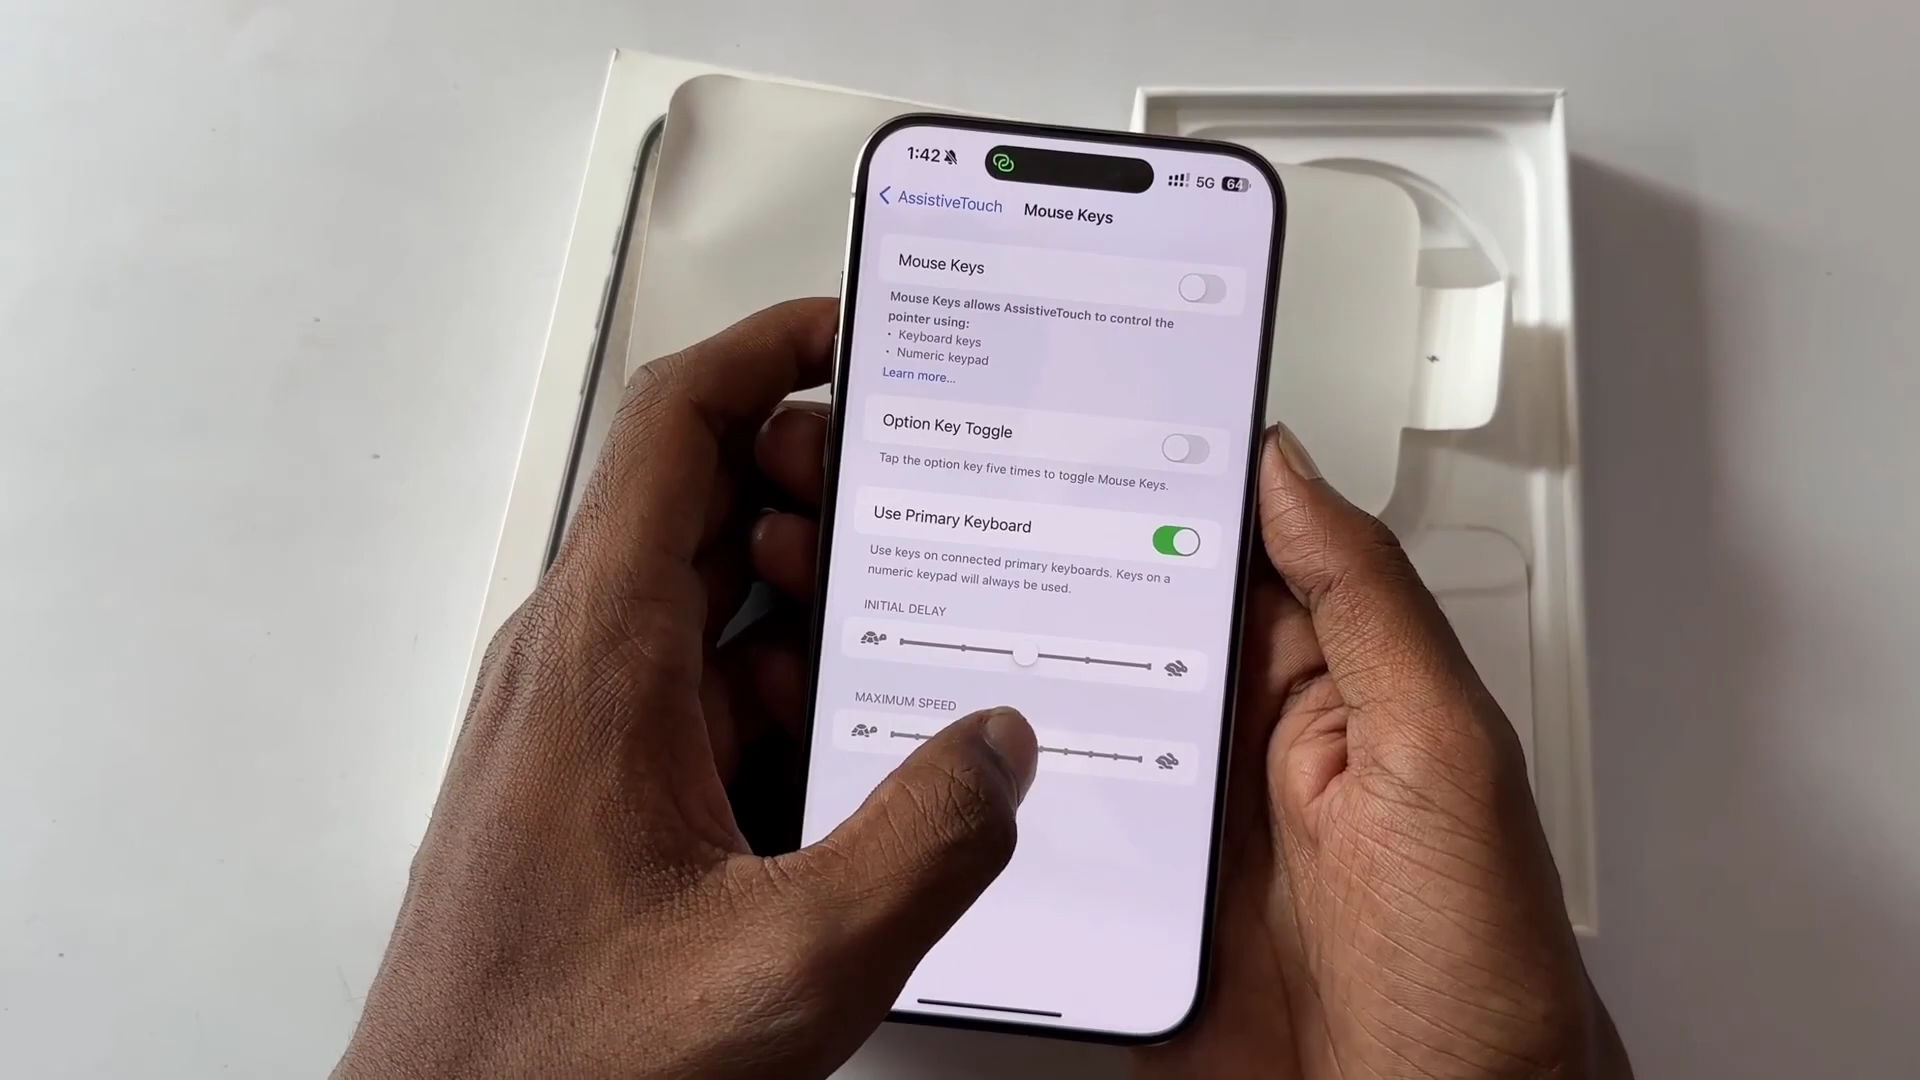 1:42
5G 64
AssistiveTouch Mouse Keys
Mouse Keys
Mouse Keys allows AssistiveTouch to control the
pointer using:
• Keyboard keys
• Numeric keypad
Learn more...
Option Key Toggle
Tap the option key five times to toggle Mouse Keys.
Use Primary Keyboard
Use keys on connected primary keyboards. Keys on a
numeric keypad will always be used.
INITIAL DELAY
MAXIMUM SPEED